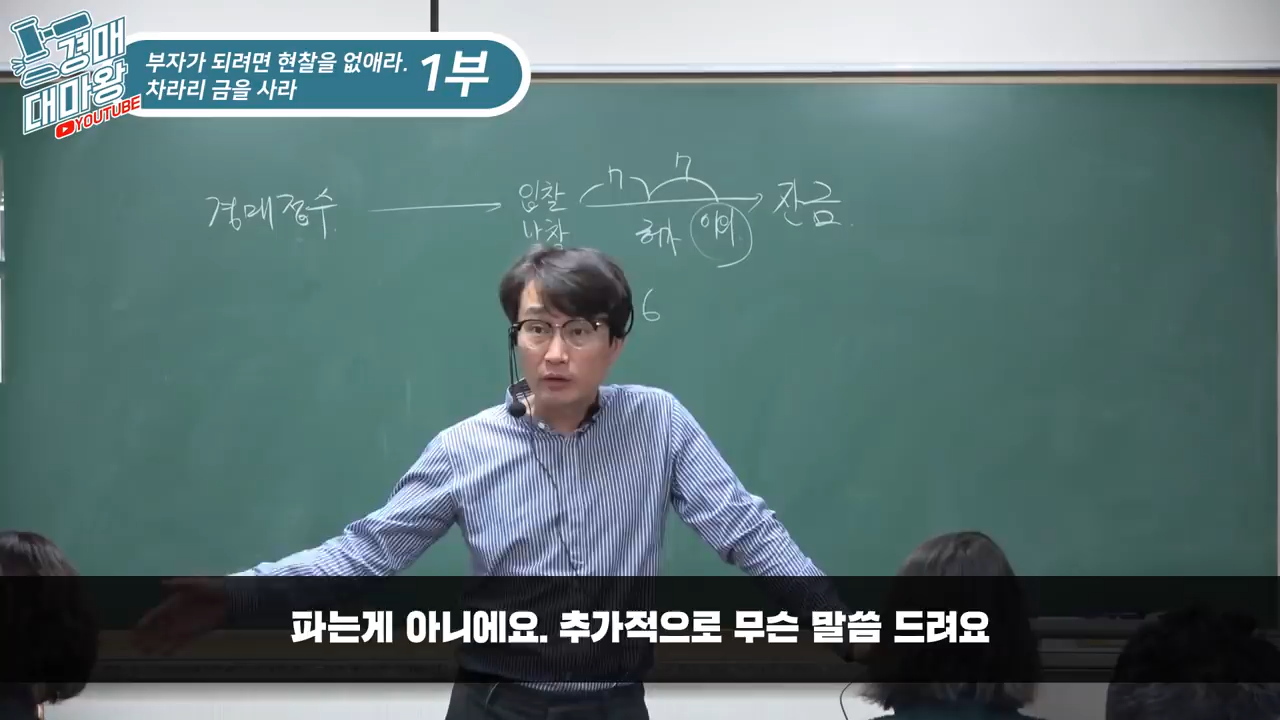 경매
대마왕
YOUTUBE
부자가 되려면 현찰을 없애라.
차라리 금을 사라
1부
7
7
경매접수
입찰
낙찰
허가
이의
잔금
6
파는게 아니에요. 추가적으로 무슨 말씀 드려요